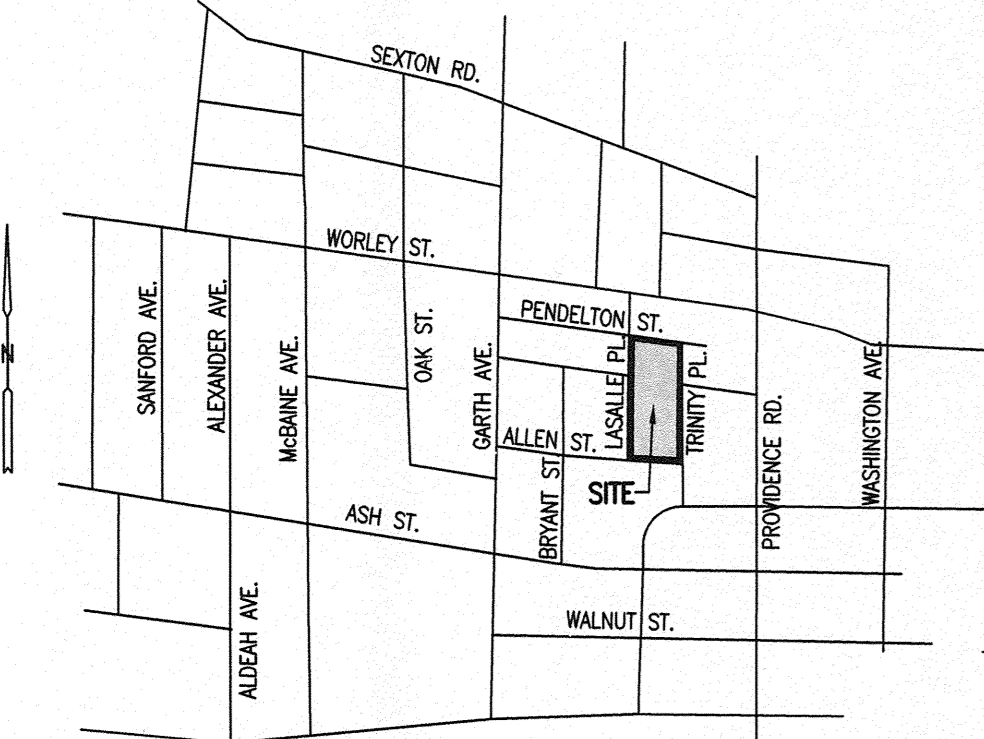 SEXTON RD.
WORLEY ST.
PENDELTON ST.
SANFORD AVE.
ALEXANDER AVE.
McBAINE AVE.
OAK ST.
GARTH AVE.
LASALLE PL.
TRINITY PL.
N
ALLEN ST.
BRYANT ST.
SITE
PROVIDENCE RD.
WASHINGTON AVE.
ASH ST.
WALNUT ST.
ALDEAH AVE.